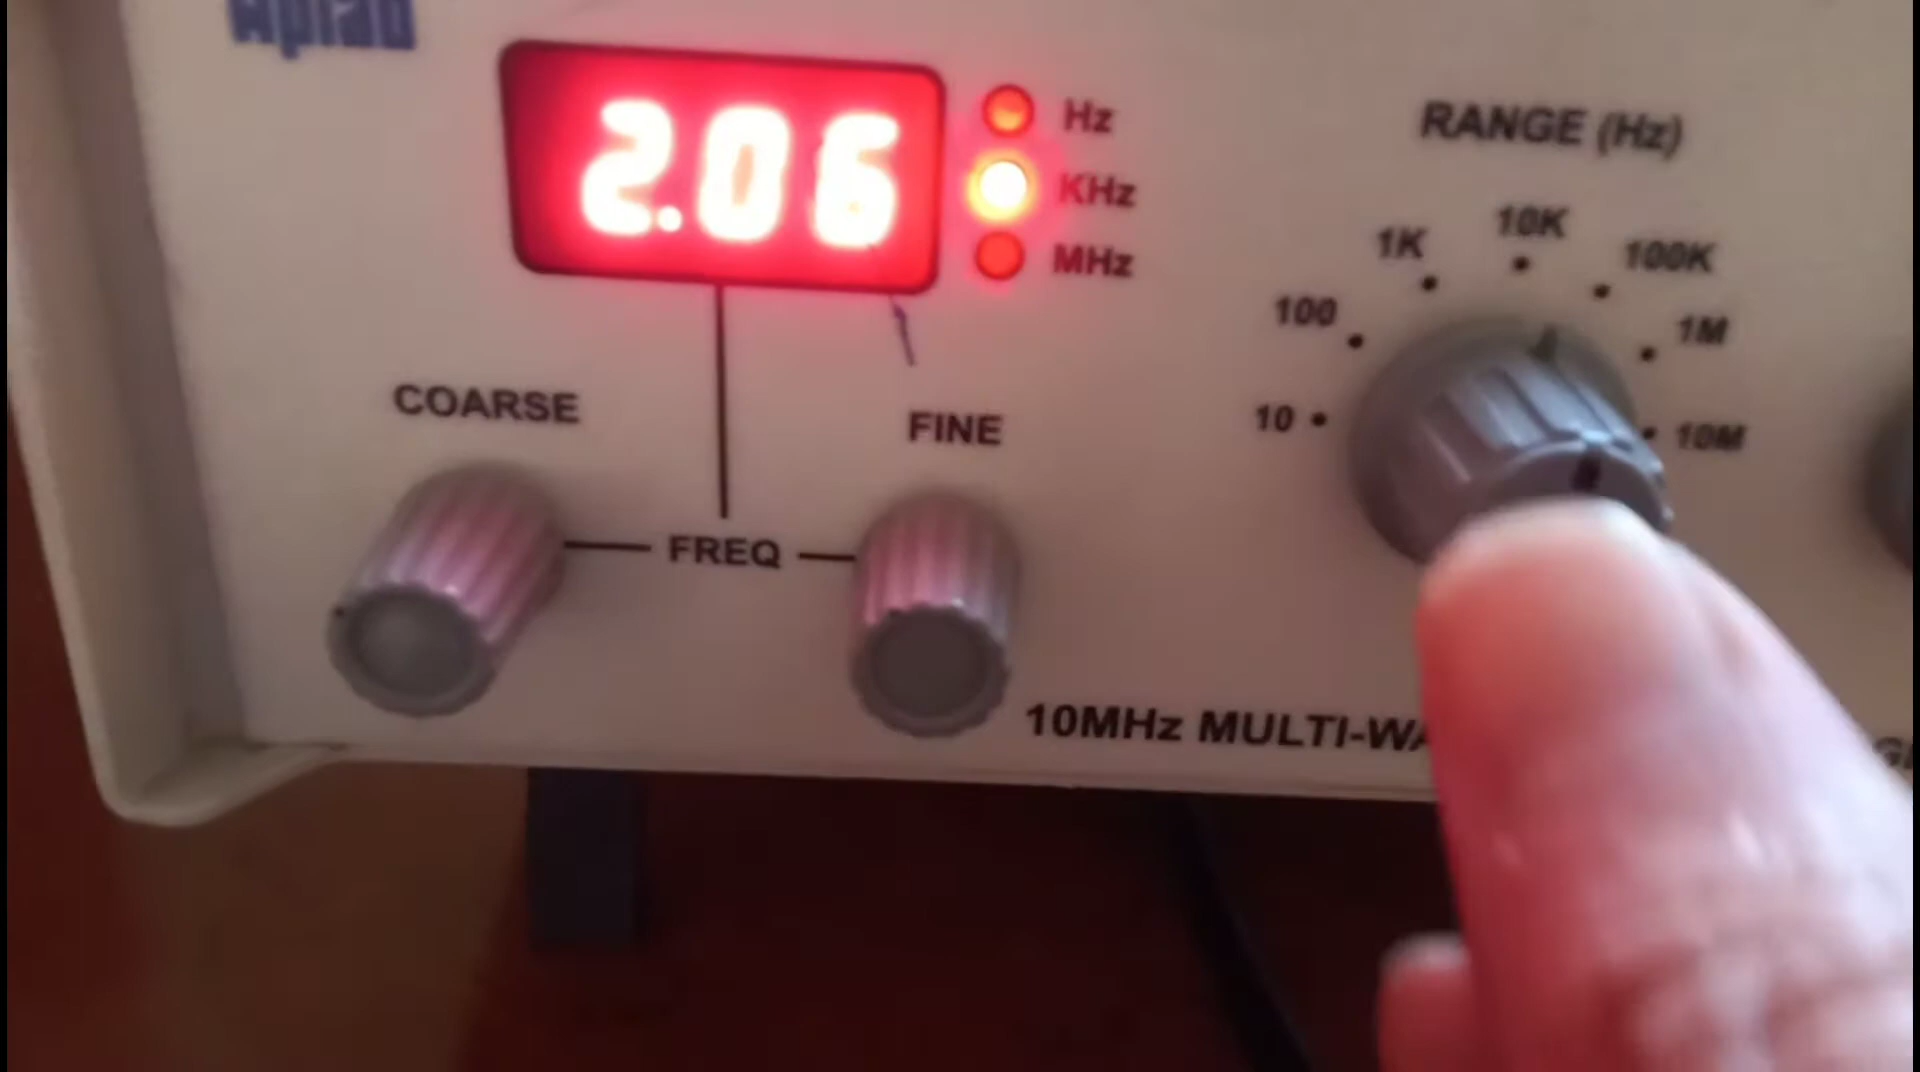 Aplab
2.06
Hz
KHz
MHz
RANGE (Hz)
10
100
1K
10K
100K
1M
10M
COARSE
FINE
FREQ
10MHz MULTI-WA